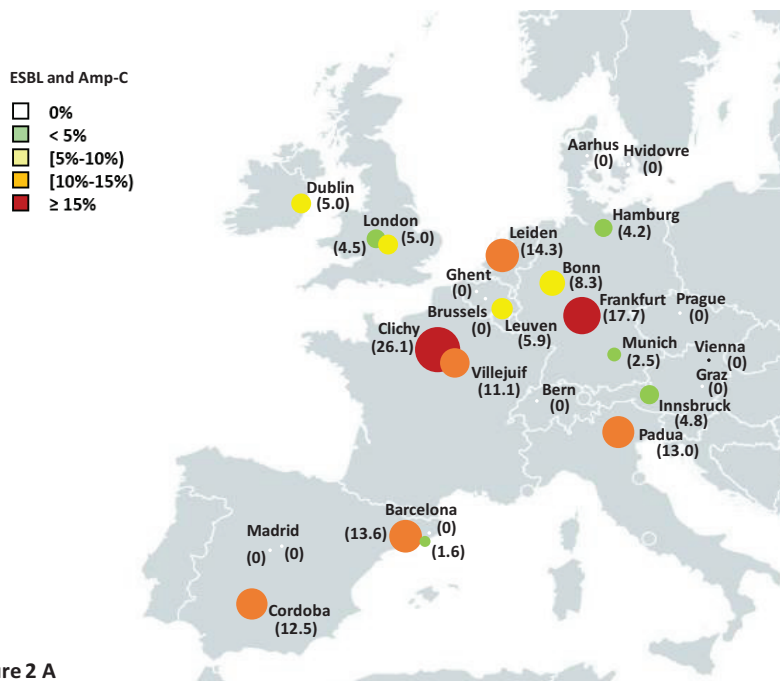 ESBL and Amp-C
0%
< 5%
[5%-10%)
[10%-15%)
≥ 15%
Aarhus
(0)
Hvidovre
(0)
Dublin
(5.0)
London
(4.5)
(5.0)
Hamburg
(4.2)
Leiden
(14.3)
Bonn
(8.3)
Ghent
(0)
Brussels
(0)
Leuven
(5.9)
Frankfurt
(17.7)
Prague
(0)
Clichy
(26.1)
Villejuif
(11.1)
Munich
(2.5)
Vienna
(0)
Graz
(0)
Bern
(0)
Innsbruck
(4.8)
Padua
(13.0)
Barcelona
(13.6)
(0)
(1.6)
Madrid
(0)
(0)
Cordoba
(12.5)
ure 2 A